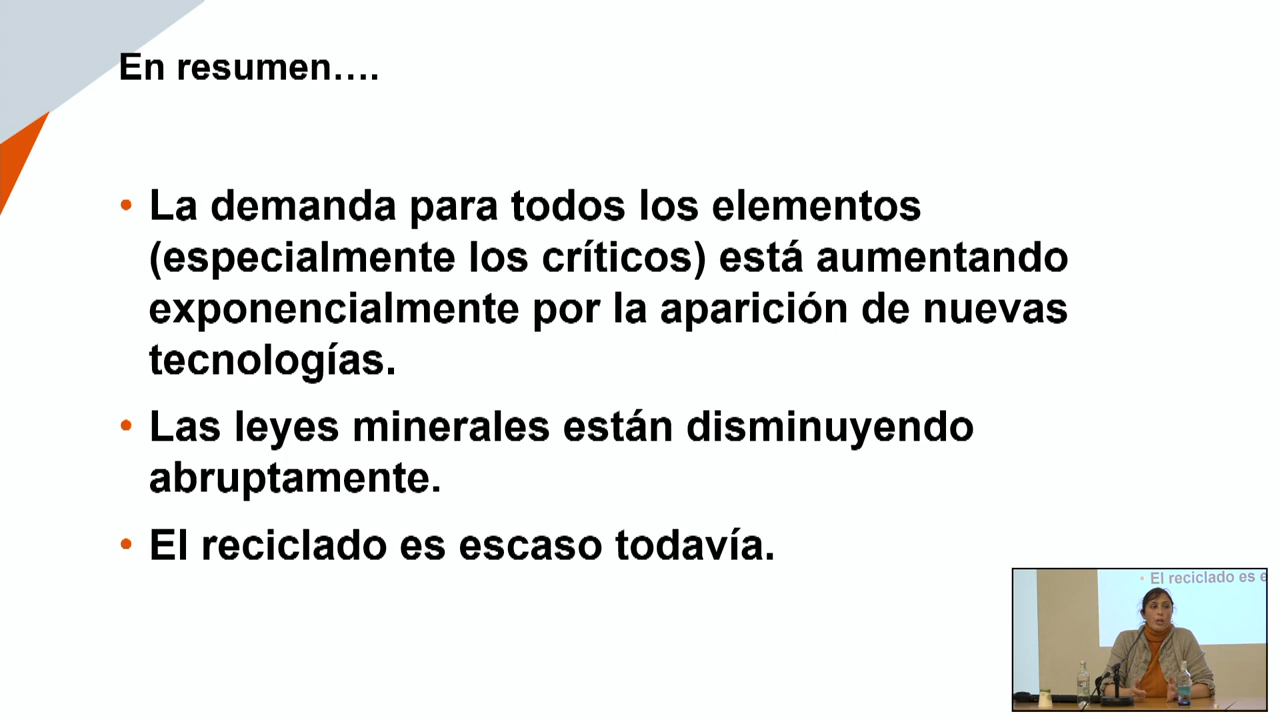 En resumen….
• La demanda para todos los elementos
(especialmente los críticos) está aumentando
exponencialmente por la aparición de nuevas
tecnologías.
• Las leyes minerales están disminuyendo
abruptamente.
• El reciclado es escaso todavía.
• El reciclado es e